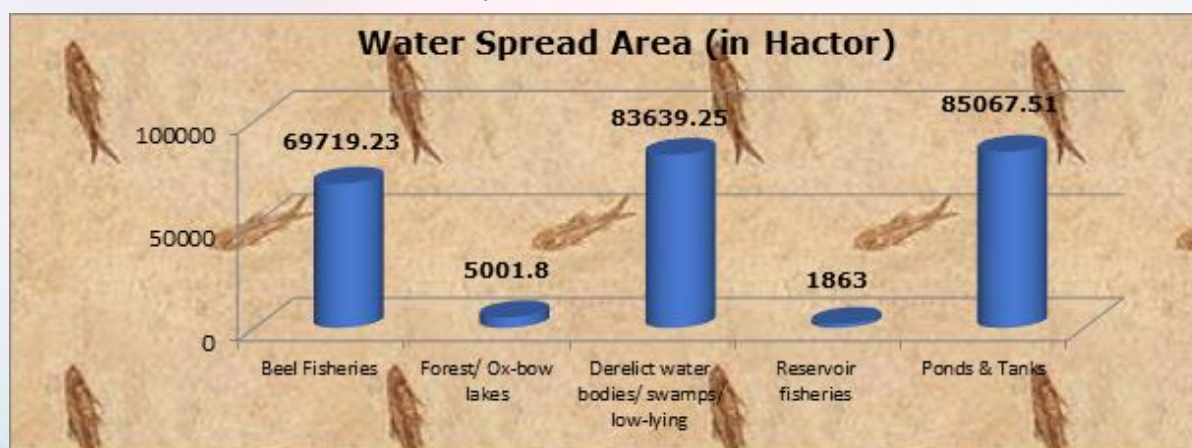 Water Spread Area (in Hactor)
100000
50000
0
69719.23
5001.8
83639.25
1863
85067.51
Beel Fisheries
Forest/ Ox-bow
lakes
Derelict water
bodies/ swamps/
low-lying
Reservoir
fisheries
Ponds & Tanks